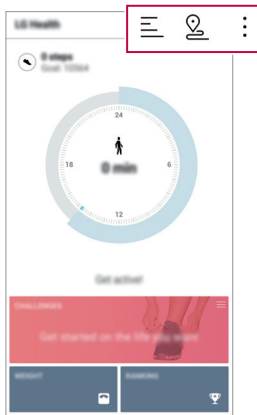 LG Health
0 steps
Goal: 10564
24
18
6
0 min
12
Get active!
CHALLENGES
Get started on the life you want
WEIGHT
RANKING